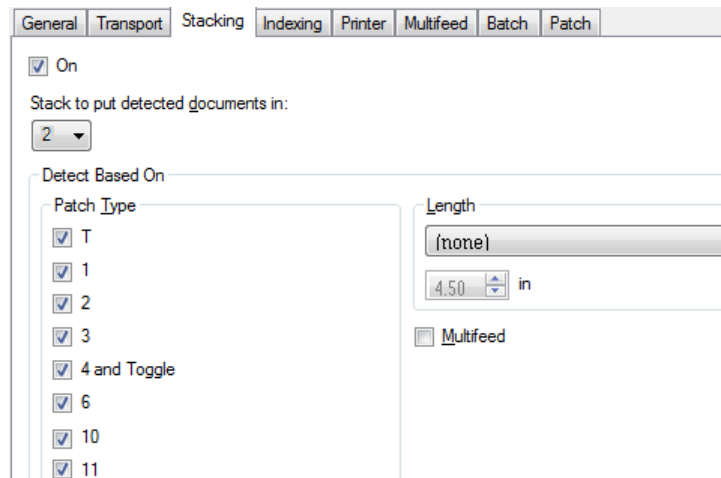 General Transport Stacking Indexing Printer Multifeed Batch Patch
On
Stack to put detected documents in:
2
Detect Based On
Patch Type
T
1
2
3
4 and Toggle
6
10
11
Length
(none)
4.50 in
Multifeed